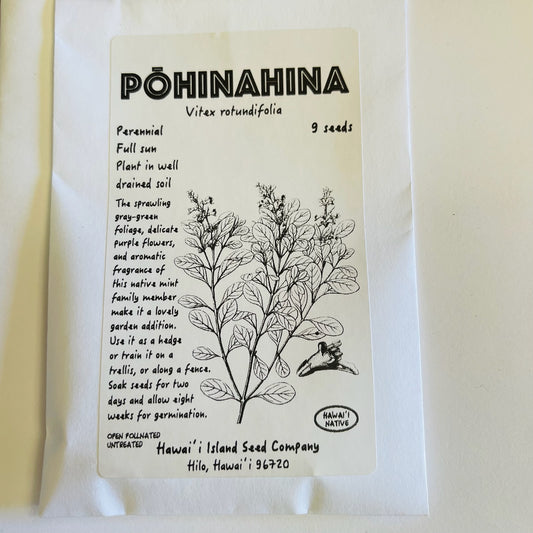 PŌHINAHINA
Vitex rotundifolia
Perennial
9 seeds
Full sun
Plant in well
drained soil
The sprawling
gray-green
foliage, delicate
purple flowers,
and aromatic
fragrance of
this native mint
family member
make it a lovely
garden addition.
Use it as a hedge
or train it on a
trellis, or along a fence.
Soak seeds for two
days and allow eight
weeks for germination.
HAWAI'I
NATIVE
OPEN POLLNATED
UNTREATED
Hawai'i Island Seed Company
Hilo, Hawai'i 96720